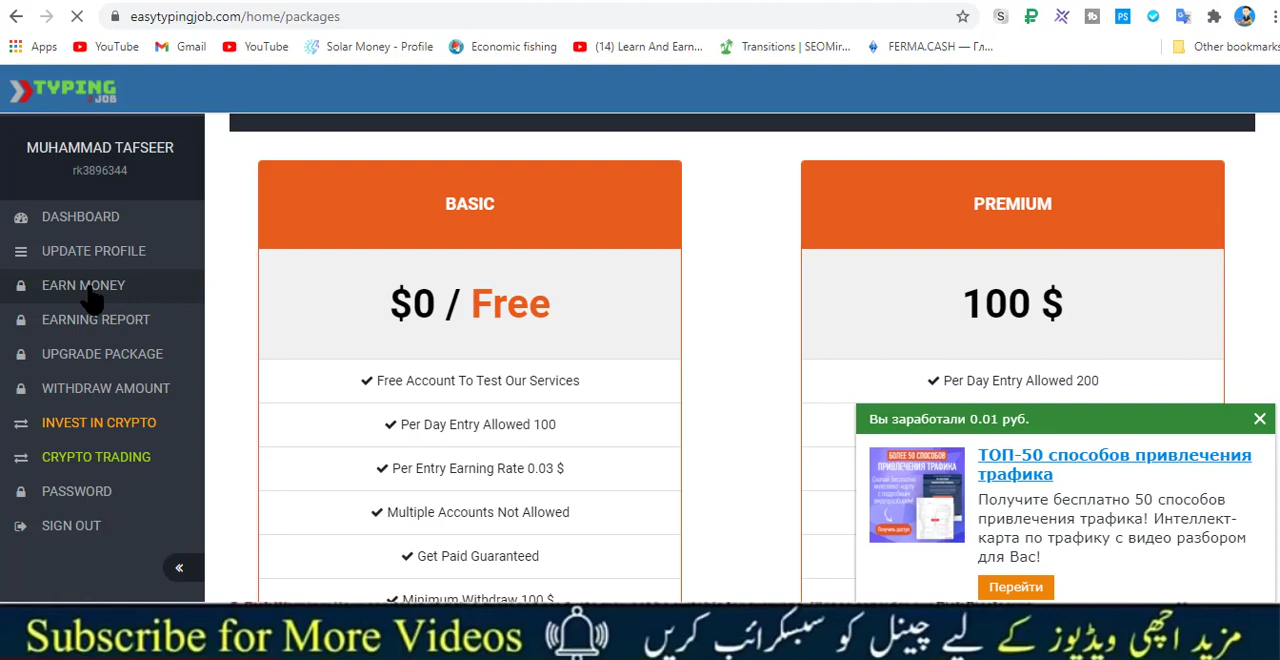 easytypingjob.com/home/packages
Apps YouTube Gmail YouTube Solar Money - Profile Economic fishing (14) Learn And Earn... Transitions | SEOMir... FERMA.CASH — Гл... Other bookmarks
TYPING
JOB
MUHAMMAD TAFSEER
rk3896344
DASHBOARD
UPDATE PROFILE
EARN MONEY
EARNING REPORT
UPGRADE PACKAGE
WITHDRAW AMOUNT
INVEST IN CRYPTO
CRYPTO TRADING
PASSWORD
SIGN OUT
«
BASIC
$0 / Free
Free Account To Test Our Services
Per Day Entry Allowed 100
Per Entry Earning Rate 0.03 $
Multiple Accounts Not Allowed
Get Paid Guaranteed
Minimum Withdraw 100 $
PREMIUM
100 $
Per Day Entry Allowed 200
Вы заработали 0.01 руб.
БОЛЕЕ 50 СПОСОБОВ
ПРИВЛЕЧЕНИЯ
ТРАФИКА
ТОП-50 способов привлечения
трафика
Получите бесплатно 50 способов
привлечения трафика! Интеллект-
карта по трафику с видео разбором
для Вас!
Перейти
Subscribe for More Videos
مزید اچھی ویڈیوز کے لیے چینل کو سبسکرائب کریں